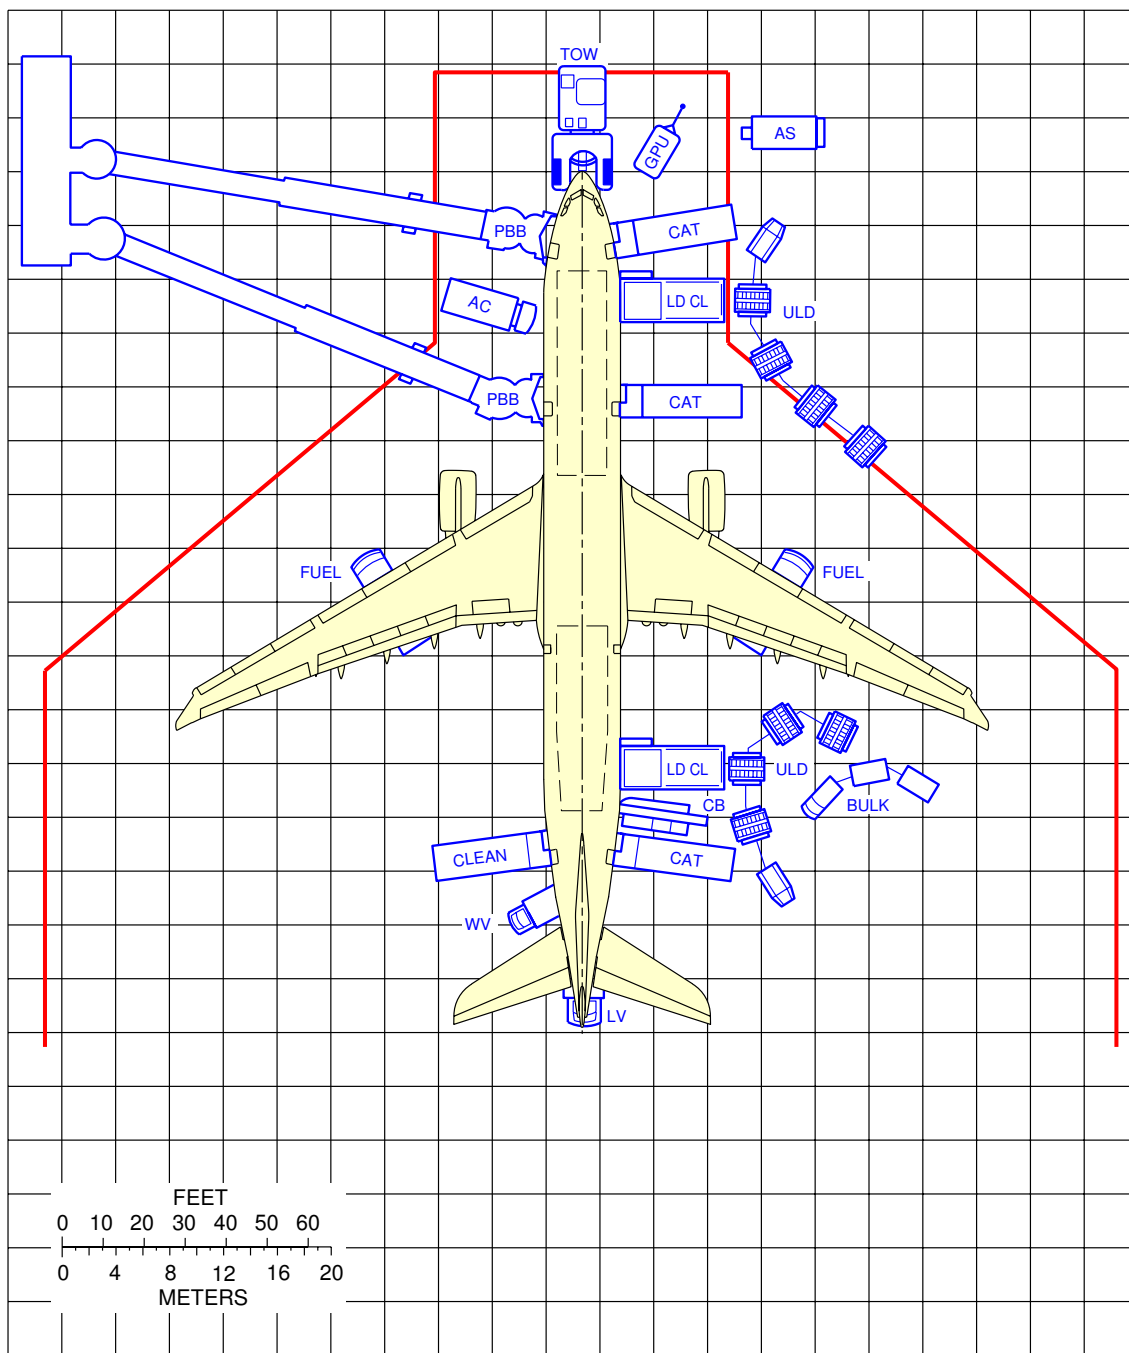 TOW
AS
GPU
PBB
CAT
AC
LD CL
ULD
PBB
CAT
FUEL
FUEL
LD CL
ULD
CB
BULK
CLEAN
CAT
WV
LV
FEET
0 10 20 30 40 50 60
0 4 8 12 16 20
METERS